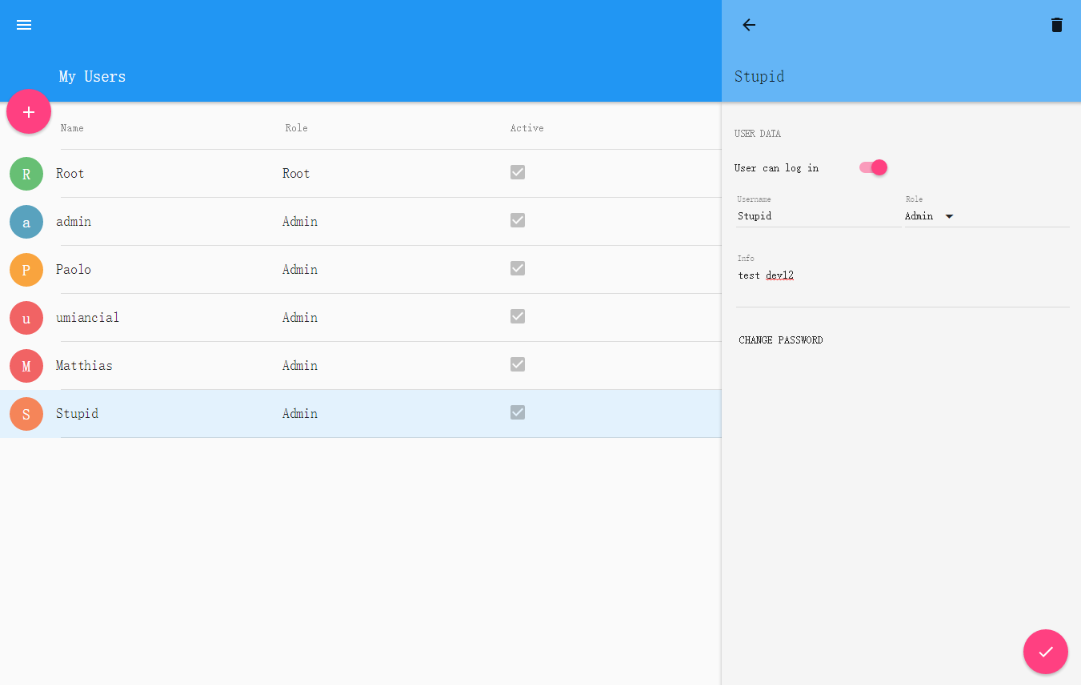 My Users
Name Role Active
R Root Root
a admin Admin
P Paolo Admin
u umiancial Admin
M Matthias Admin
S Stupid Admin
Stupid
USER DATA
User can log in
Username Role
Stupid Admin
Info
test devl2
CHANGE PASSWORD